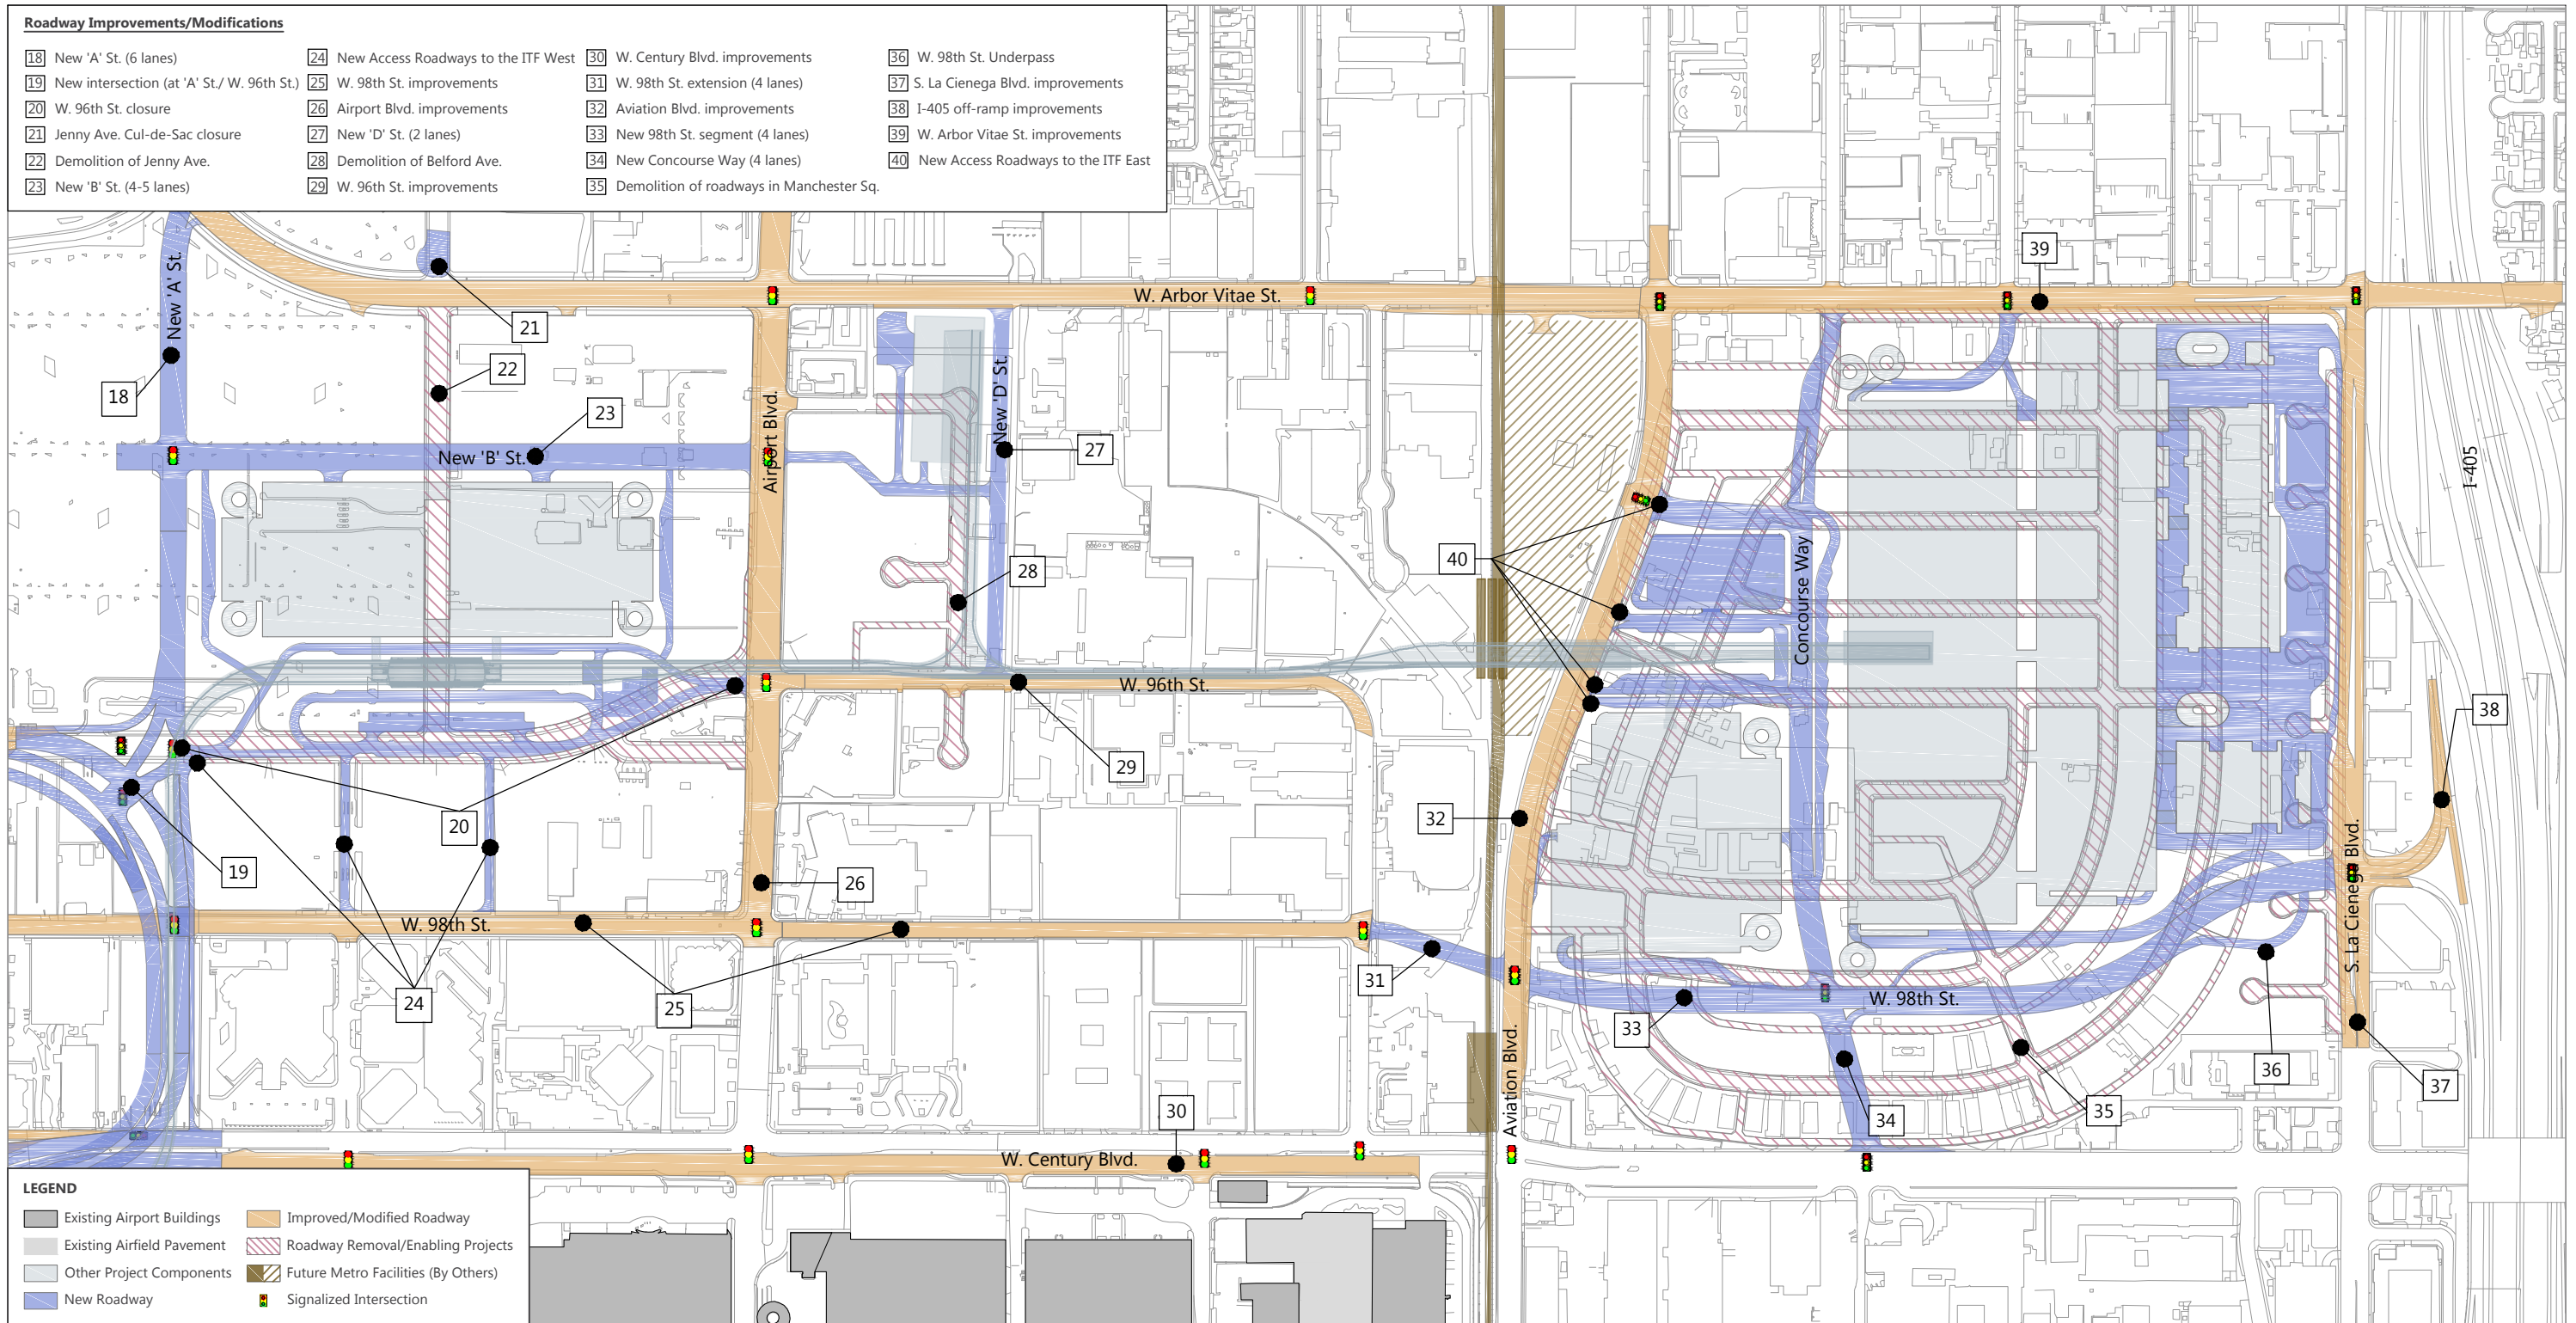 Roadway Improvements/Modifications
18 New 'A' St. (6 lanes)
19 New intersection (at 'A' St./ W. 96th St.)
20 W. 96th St. closure
21 Jenny Ave. Cul-de-Sac closure
22 Demolition of Jenny Ave.
23 New 'B' St. (4-5 lanes)
24 New Access Roadways to the ITF West
25 W. 98th St. improvements
26 Airport Blvd. improvements
27 New 'D' St. (2 lanes)
28 Demolition of Belford Ave.
29 W. 96th St. improvements
30 W. Century Blvd. improvements
31 W. 98th St. extension (4 lanes)
32 Aviation Blvd. improvements
33 New 98th St. segment (4 lanes)
34 New Concourse Way (4 lanes)
35 Demolition of roadways in Manchester Sq.
36 W. 98th St. Underpass
37 S. La Cienega Blvd. improvements
38 I-405 off-ramp improvements
39 W. Arbor Vitae St. improvements
40 New Access Roadways to the ITF East
39
New 'A' St.
W. Arbor Vitae St.
21
22
18
23
New 'D' St.
Airport Blvd.
27
New 'B' St.
I-405
28
40
Concourse Way
W. 96th St.
38
29
20
32
19
26
S. La Cienega Blvd.
W. 98th St.
31
24
25
W. 98th St.
33
36
Aviation Blvd.
37
30
34
35
W. Century Blvd.
LEGEND
Existing Airport Buildings
Existing Airfield Pavement
Other Project Components
New Roadway
Improved/Modified Roadway
Roadway Removal/Enabling Projects
Future Metro Facilities (By Others)
Signalized Intersection